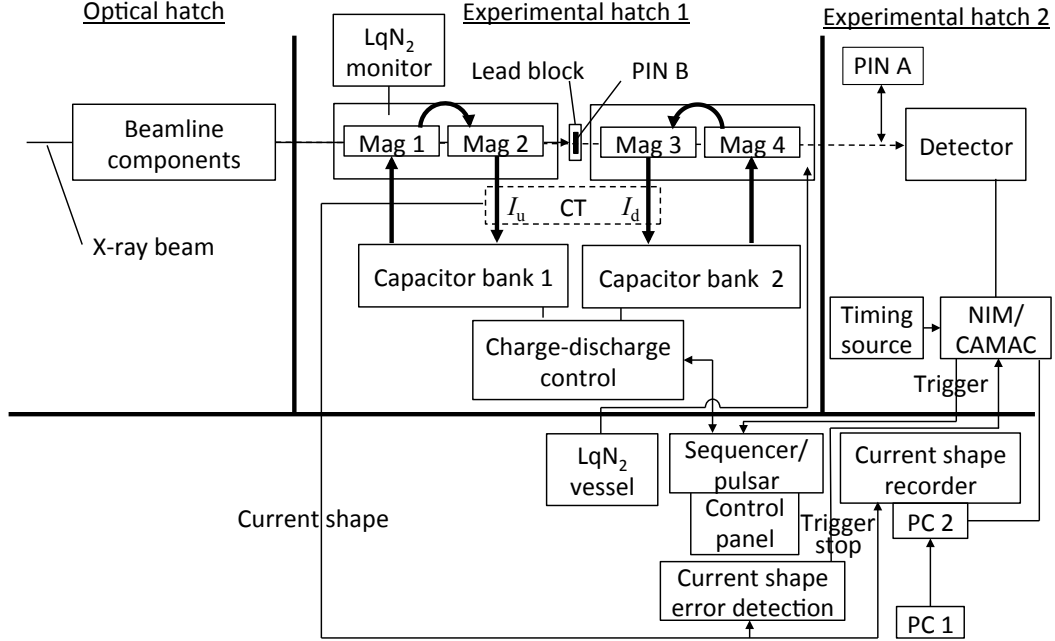 Optical hatch
Experimental hatch 1
Experimental hatch 2
LqN₂
monitor
Lead block
PIN B
PIN A
Beamline
components
Mag 1
Mag 2
Mag 3
Mag 4
Detector
X-ray beam
Iᵤ
CT
I_d
Capacitor bank 1
Capacitor bank 2
Charge-discharge
control
Timing
source
NIM/
CAMAC
Trigger
LqN₂
vessel
Sequencer/
pulsar
Control
panel
Current shape
recorder
PC 2
Current shape
Trigger
stop
Current shape
error detection
PC 1